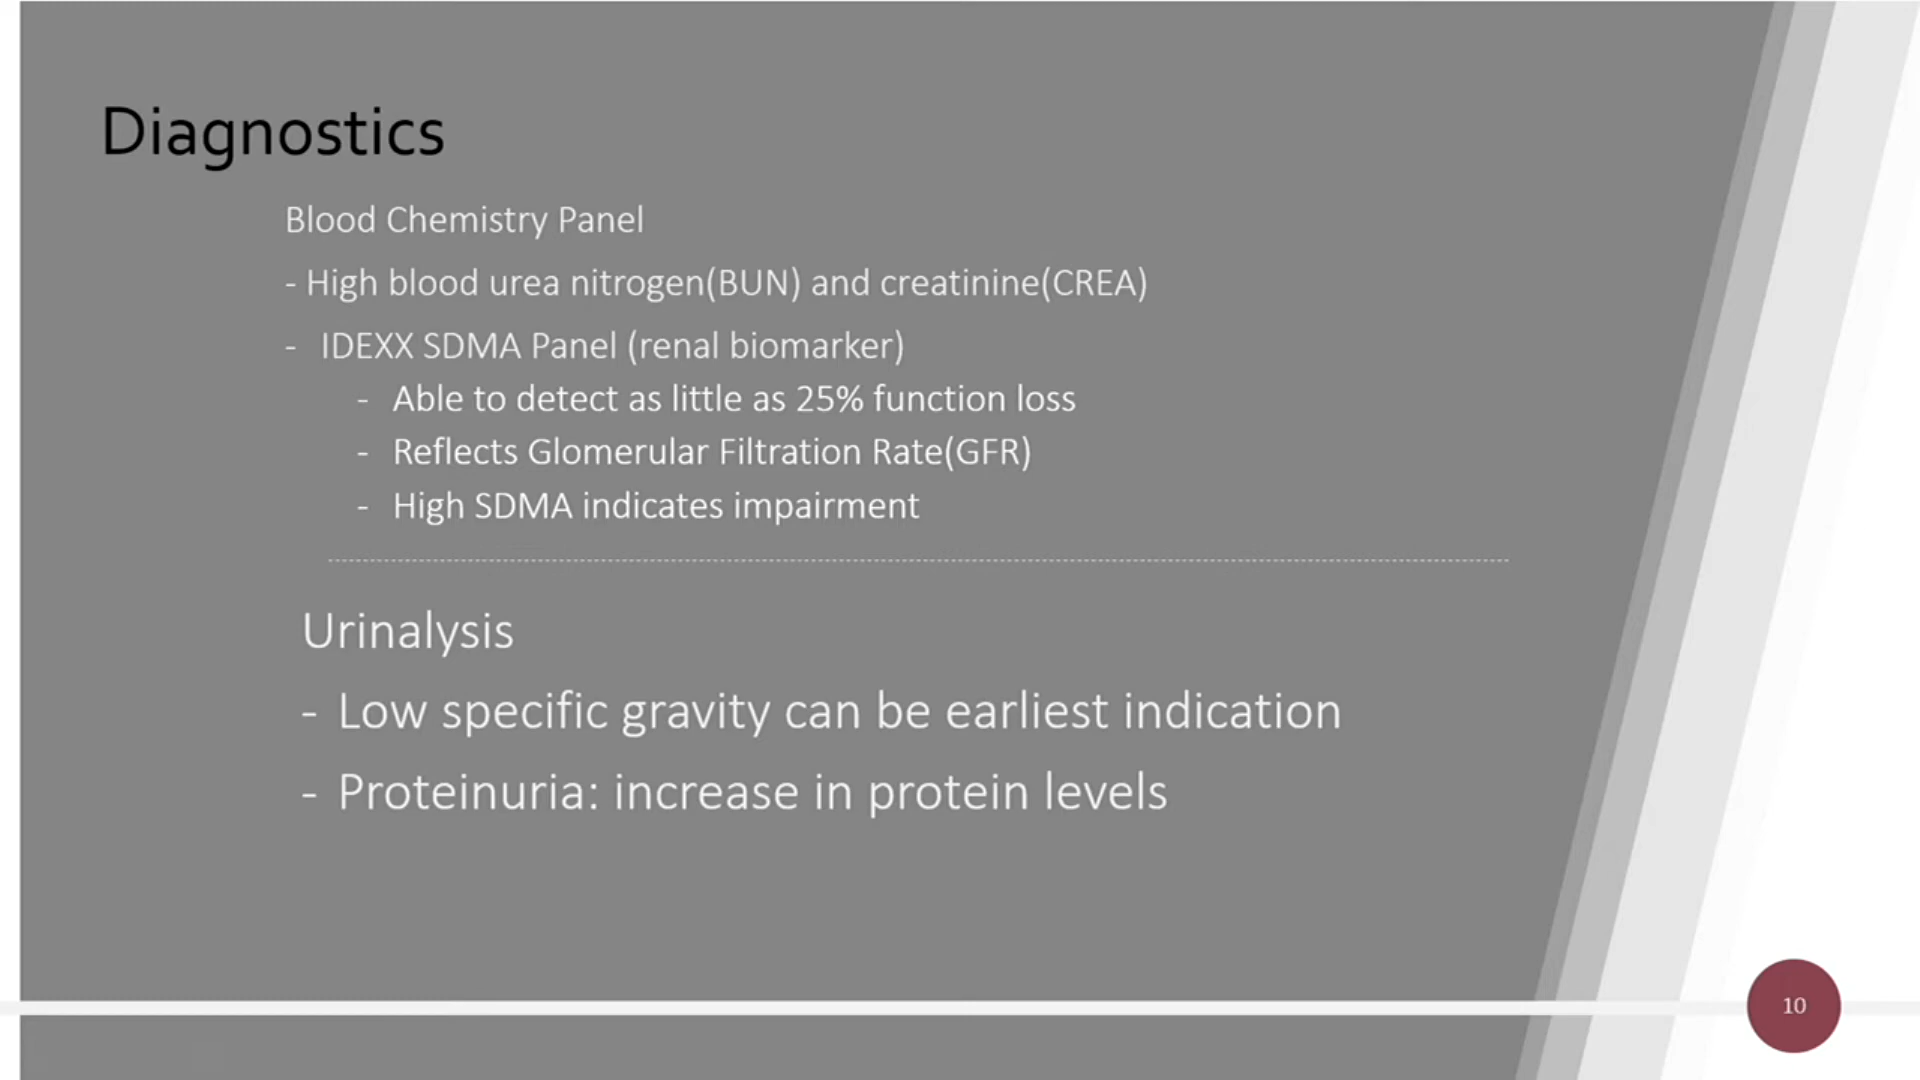 Diagnostics
Blood Chemistry Panel
- High blood urea nitrogen(BUN) and creatinine(CREA)
- IDEXX SDMA Panel (renal biomarker)
- Able to detect as little as 25% function loss
- Reflects Glomerular Filtration Rate(GFR)
- High SDMA indicates impairment
Urinalysis
- Low specific gravity can be earliest indication
- Proteinuria: increase in protein levels
10